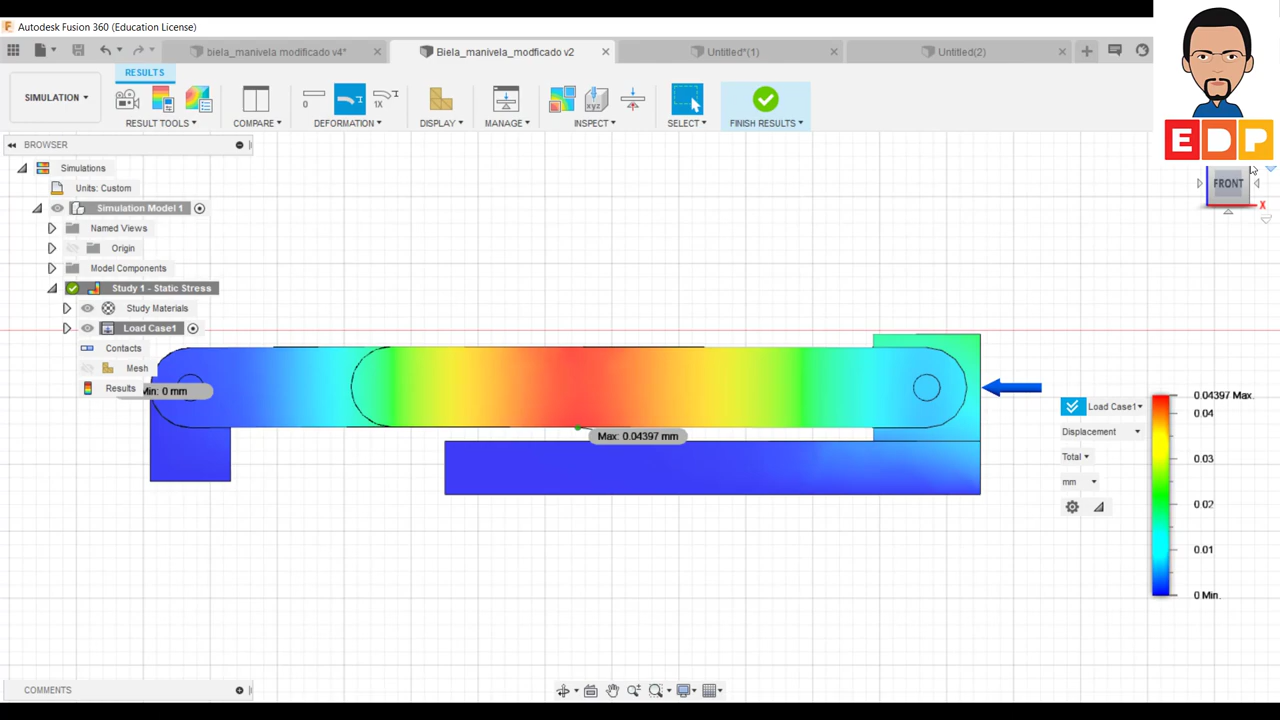 Autodesk Fusion 360 (Education License)
biela_manivela modificado v4*
Biela_manivela_modficado v2
Untitled*(1)
Untitled(2)
EDP
RESULTS
SIMULATION
RESULT TOOLS
COMPARE
0
1X
DEFORMATION
DISPLAY
MANAGE
xyz
INSPECT
SELECT
FINISH RESULTS
BROWSER
FRONT
X
Simulations
Units: Custom
Simulation Model 1
Named Views
Origin
Model Components
Study 1 - Static Stress
Study Materials
Load Case1
Contacts
Mesh
Results
Min: 0 mm
Max: 0.04397 mm
Load Case1
Displacement
Total
mm
0.04397 Max.
0.04
0.03
0.02
0.01
0 Min.
COMMENTS